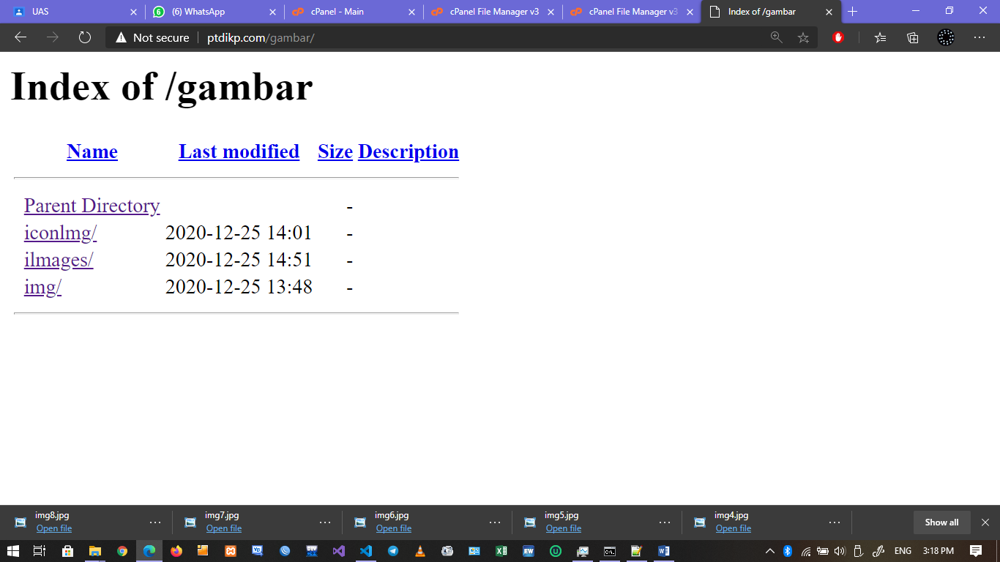 UAS (6) WhatsApp cPanel - Main cPanel File Manager v3 cPanel File Manager v3 Index of /gambar
Not secure ptdikp.com/gambar/
Index of /gambar
Name Last modified Size Description
Parent Directory -
iconImg/ 2020-12-25 14:01 -
iImages/ 2020-12-25 14:51 -
img/ 2020-12-25 13:48 -
img8.jpg img7.jpg img6.jpg img5.jpg img4.jpg
Open file Open file Open file Open file Open file Show all
ENG 3:18 PM